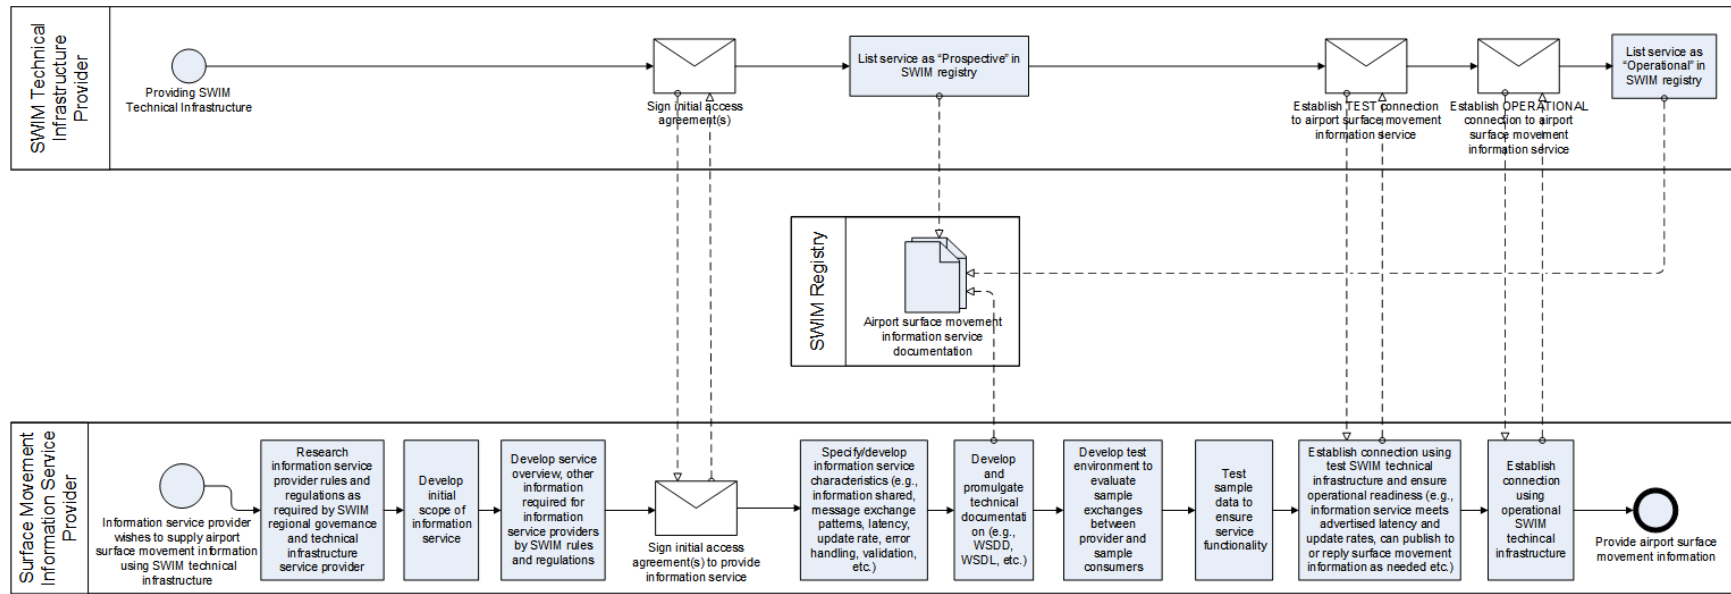 SWIM Technical
Infrastructure
Provider
Providing SWIM
Technical Infrastructure
Sign initial access
agreement(s)
List service as “Prospective” in
SWIM registry
Establish TEST connection
to airport surface movement
information service
Establish OPERATIONAL
connection to airport
surface movement
information service
List service as
“Operational” in
SWIM registry
SWIM Registry
Airport surface movement
information service
documentation
Surface Movement
Information Service
Provider
Information service provider
wishes to supply airport
surface movement information
using SWIM technical
infrastructure
Research
information service
provider rules and
regulations as
required by SWIM
regional governance
and technical
infrastructure
service provider
Develop
initial
scope of
information
service
Develop service
overview, other
information
required for
information
service providers
by SWIM rules
and regulations
Sign initial access
agreement(s) to provide
information service
Specify/develop
information service
characteristics (e.g.,
information shared,
message exchange
patterns, latency,
update rate, error
handling, validation,
etc.)
Develop
and
promulgate
technical
documentati
on (e.g.,
WSDD,
WSDL, etc.)
Develop test
environment to
evaluate
sample
exchanges
between
provider and
sample
consumers
Test
sample
data to
ensure
service
functionality
Establish connection using
test SWIM technical
infrastructure and ensure
operational readiness (e.g.,
information service meets
advertised latency and
update rates, can publish to
or reply surface movement
information as needed etc.)
Establish
connection
using
operational
SWIM
techincal
infrastructure
Provide airport surface
movement information